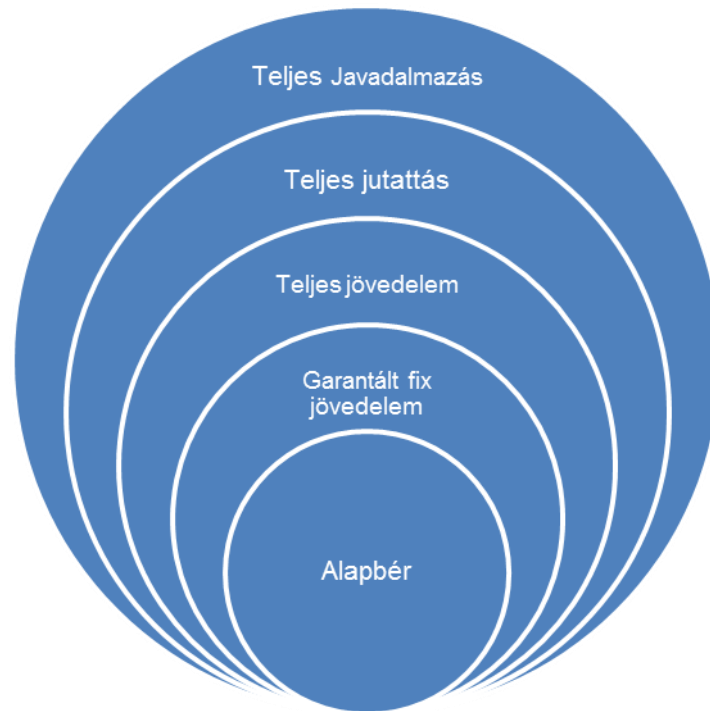 Teljes Javadalmazás
Teljes jutattás
Teljes jövedelem
Garantált fix
jövedelem
Alapbér